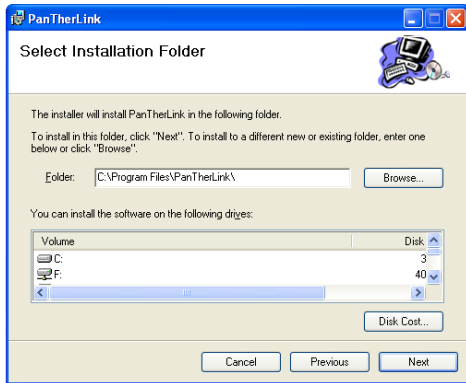 PanTherLink
Select Installation Folder
The installer will install PanTherLink in the following folder.
To install in this folder, click "Next". To install to a different new or existing folder, enter one
below or click "Browse".
Folder: C:\Program Files\PanTherLink\ Browse...
You can install the software on the following drives:
Volume Disk
C: 3
F: 40
Disk Cost...
Cancel Previous Next